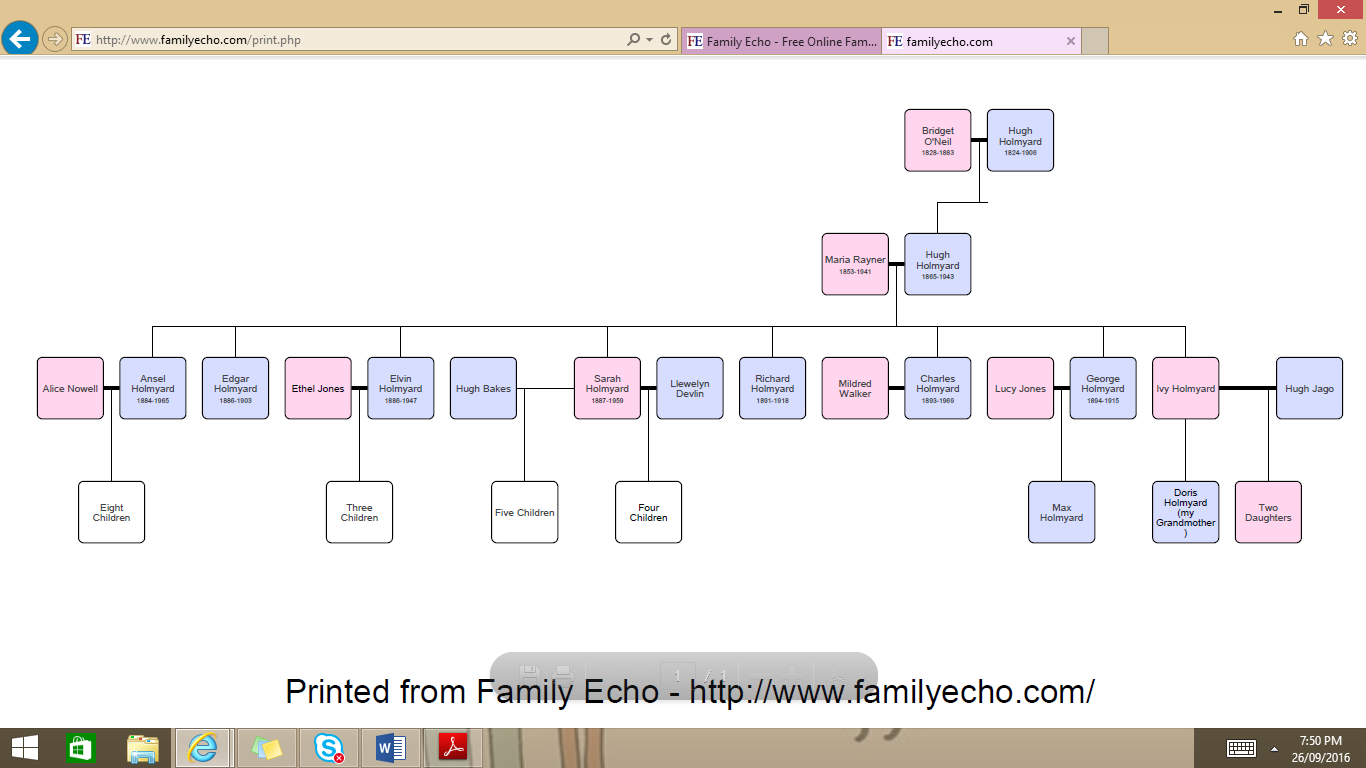 http://www.familyecho.com/print.php
Family Echo - Free Online Fam...
familyecho.com
Bridget
O'Neil
1828-1883
Hugh
Holmyard
1824-1906
Maria Rayner
1853-1941
Hugh
Holmyard
1865-1943
Alice Nowell
Ansel
Holmyard
1884-1965
Edgar
Holmyard
1886-1903
Ethel Jones
Elvin
Holmyard
1886-1947
Hugh Bakes
Sarah
Holmyard
1887-1959
Llewelyn
Devlin
Richard
Holmyard
1891-1918
Mildred
Walker
Charles
Holmyard
1893-1969
Lucy Jones
George
Holmyard
1894-1915
Ivy Holmyard
Hugh Jago
Eight
Children
Three
Children
Five Children
Four
Children
Max
Holmyard
Doris
Holmyard
(my
Grandmother
)
Two
Daughters
1 / 1
Printed from Family Echo - http://www.familyecho.com/
7:50 PM
26/09/2016